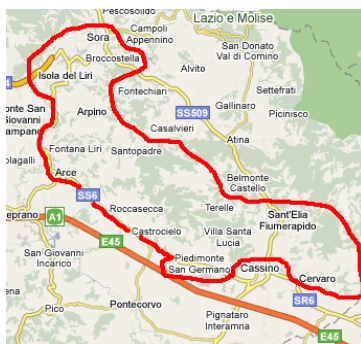 Pescosolido
Lazio e Molise
Campoli
Appennino
Sora
San Donato
Val di Comino
Broccostella
Alvito
Isola del Liri
Settefrati
Fontechiari
Gallinaro
Arpino
SS509
Picinisco
Monte San
Giovanni
Campano
Casalvieri
Atina
Fontana Liri
Santopadre
Arce
Belmonte
Castello
SS6
Roccasecca
Terelle
Sant'Elia
Fiumerapido
A1
Castrocielo
Villa Santa
Lucia
E45
San Giovanni
Incarico
Piedimonte
San Germano
Cassino
Cervaro
Pontecorvo
SR6
Pico
Pignataro
Interamna
E45